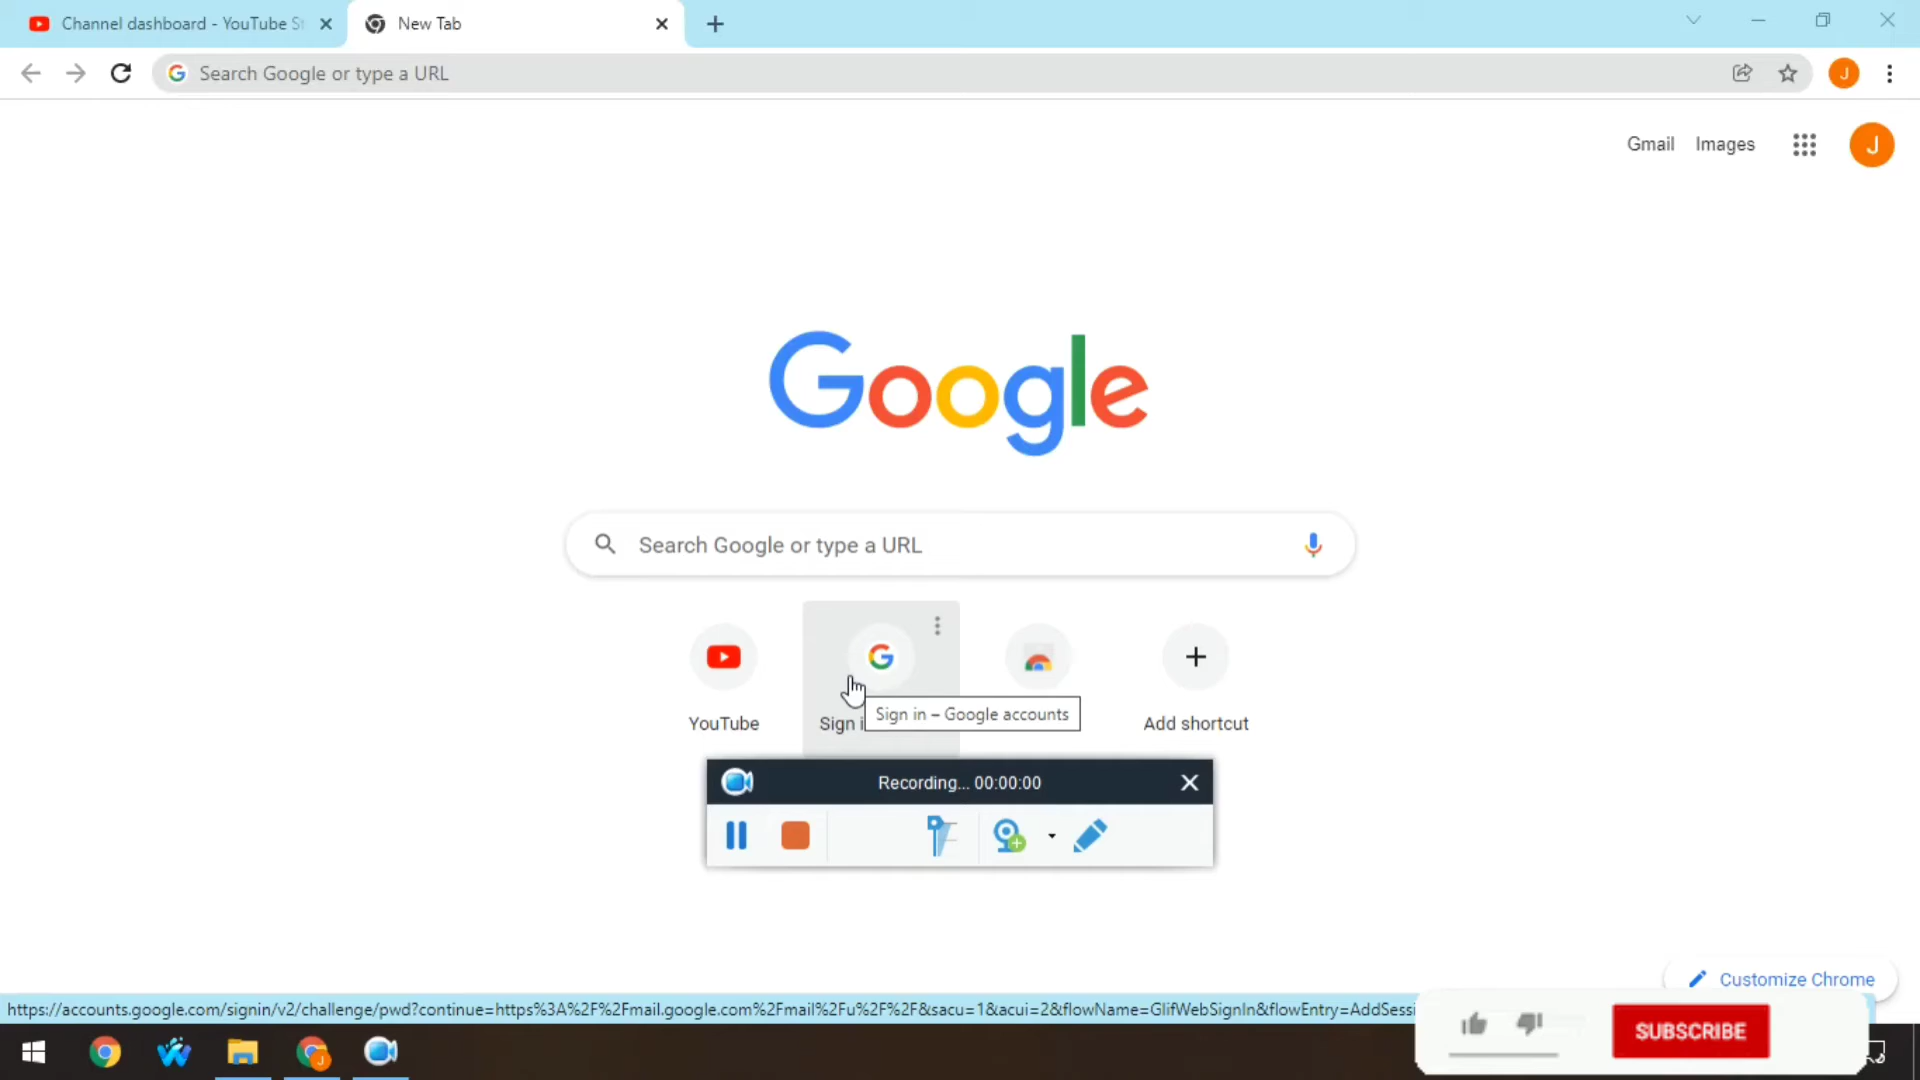 Channel dashboard - YouTube St
New Tab
Search Google or type a URL
J
Gmail
Images
J
Google
Search Google or type a URL
YouTube
Sign i
Sign in – Google accounts
Add shortcut
Recording... 00:00:00
Customize Chrome
https://accounts.google.com/signin/v2/challenge/pwd?continue=https%3A%2F%2Fmail.google.com%2Fmail%2Fu%2F%2F&sacu=1&acui=2&flowName=GlifWebSignIn&flowEntry=AddSessi
SUBSCRIBE